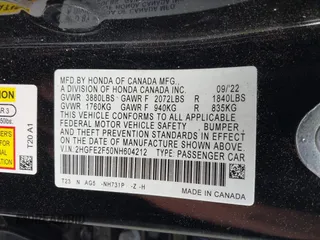 MFD.BY HONDA OF CANADA MFG.,
A DIVISION OF HONDA CANADA INC. 09/22
GVWR 3880LBS GAWR F 2072LBS R 1840LBS
GVWR 1760KG GAWR F 940KG R 835KG
THIS VEHICLE CONFORMS TO ALL APPLICABLE
FEDERAL MOTOR VEHICLE SAFETY , BUMPER,
AND THEFT PREVENTION STANDARDS IN EFFECT
ON THE DATE OF MANUFACTURE SHOWN ABOVE.
V.I.N:2HGFE2F50NH604212 TYPE PASSENGER CAR
T23 N AG5 -NH731P -Z -H
MADE IN CANADA
T20 A1